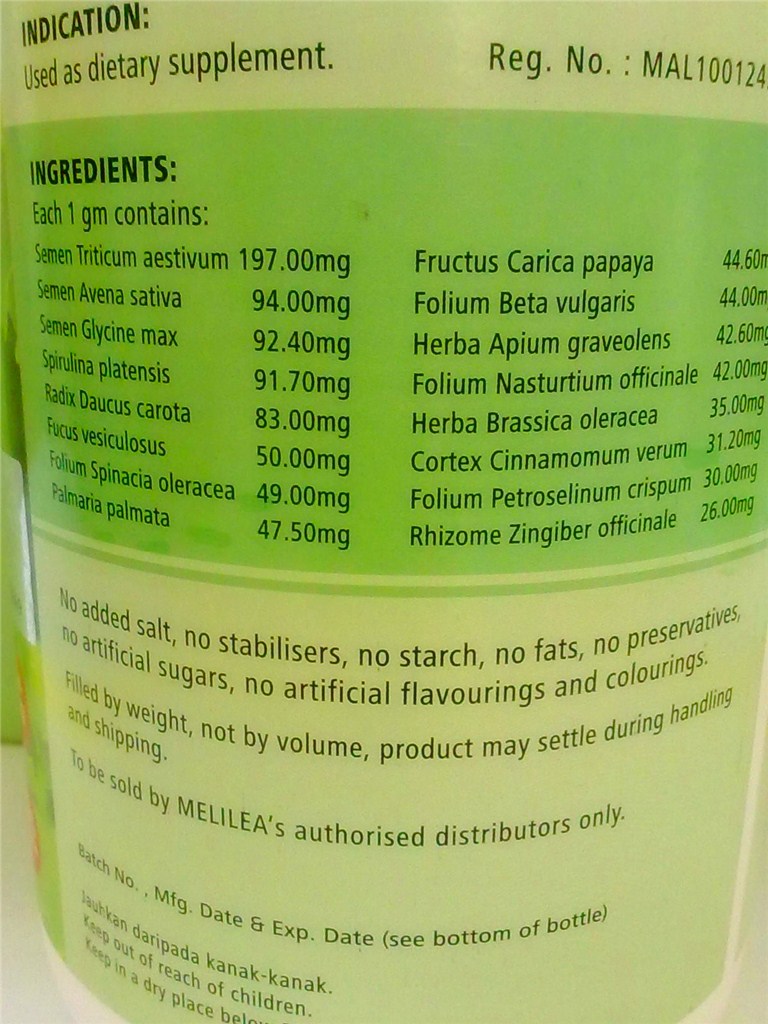 INDICATION:
Used as dietary supplement.
Reg. No. : MAL100124
INGREDIENTS:
Each 1 gm contains:
Semen Triticum aestivum 197.00mg
Semen Avena sativa 94.00mg
Semen Glycine max 92.40mg
Spirulina platensis 91.70mg
Radix Daucus carota 83.00mg
Fucus vesiculosus 50.00mg
Folium Spinacia oleracea 49.00mg
Palmaria palmata 47.50mg
Fructus Carica papaya 44.60m
Folium Beta vulgaris 44.00m
Herba Apium graveolens 42.60mg
Folium Nasturtium officinale 42.00mg
Herba Brassica oleracea 35.00mg
Cortex Cinnamomum verum 31.20mg
Folium Petroselinum crispum 30.00mg
Rhizome Zingiber officinale 26.00mg
No added salt, no stabilisers, no starch, no fats, no preservatives,
no artificial sugars, no artificial flavourings and colourings.
Filled by weight, not by volume, product may settle during handling
and shipping.
To be sold by MELILEA's authorised distributors only.
Batch No. , Mfg. Date & Exp. Date (see bottom of bottle)
Jauhkan daripada kanak-kanak.
Keep out of reach of children.
Keep in a dry place below